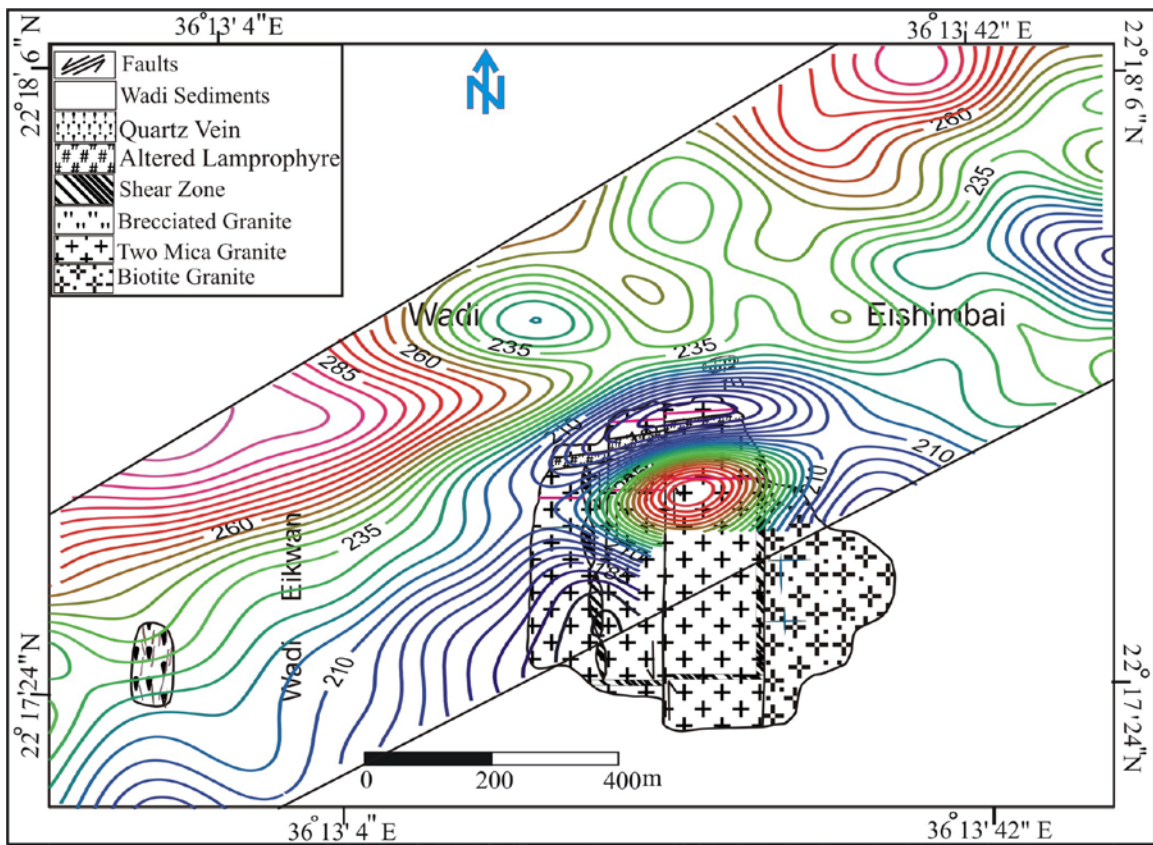 36°13' 4" E
36°13' 42" E
22°18' 6" N
22°18' 6" N
Faults
Wadi Sediments
Quartz Vein
Altered Lamprophyre
Shear Zone
Brecciated Granite
Two Mica Granite
Biotite Granite
N
260
235
Wadi
Eishimbai
235
235
260
285
210
210
260
235
Wadi Eikwan
210
22°17' 24" N
22°17' 24" N
0
200
400m
36°13' 4" E
36°13' 42" E